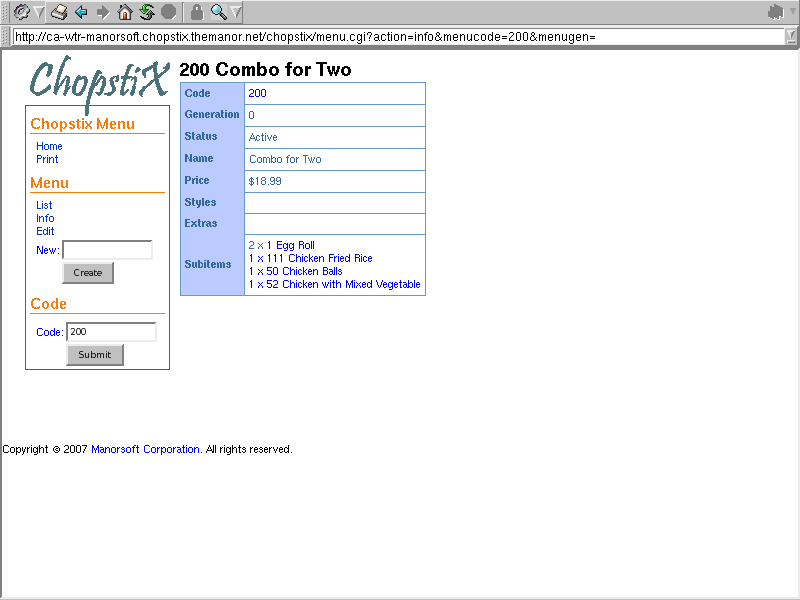 http://ca-wtr-manorsoft.chopstix.themanor.net/chopstix/menu.cgi?action=info&menucode=200&menugen=
ChopstiX
Chopstix Menu
Home
Print
Menu
List
Info
Edit
New:
Create
Code
Code: 200
Submit
200 Combo for Two
Code 200
Generation 0
Status Active
Name Combo for Two
Price $18.99
Styles
Extras
Subitems
2 x 1 Egg Roll
1 x 111 Chicken Fried Rice
1 x 50 Chicken Balls
1 x 52 Chicken with Mixed Vegetable
Copyright © 2007 Manorsoft Corporation. All rights reserved.